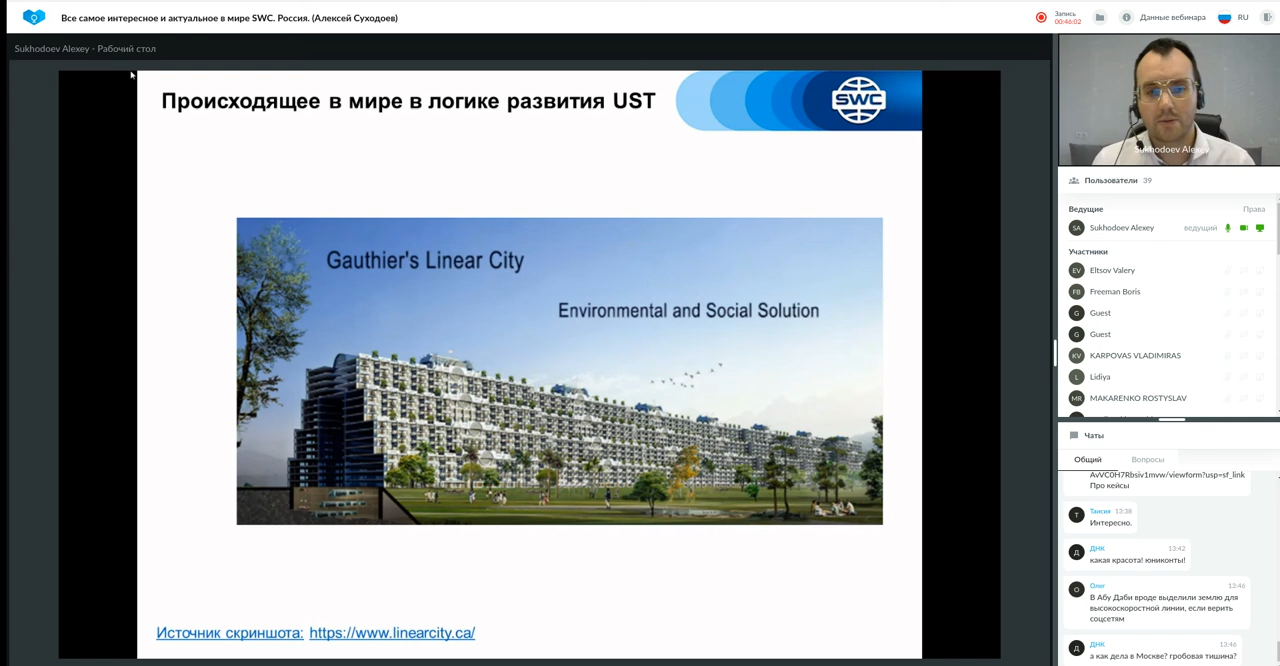 Все самое интересное и актуальное в мире SWC. Россия. (Алексей Суходоев)
Запись
00:46:02
Данные вебинара
RU
Sukhodoev Alexey - Рабочий стол
Происходящее в мире в логике развития UST
SWC
Gauthier's Linear City
Environmental and Social Solution
Источник скриншота: https://www.linearcity.ca/
Sukhodoev Alexey
Пользователи 39
Ведущие Права
SA Sukhodoev Alexey ведущий
Участники
EV Eltsov Valery
FB Freeman Boris
G Guest
G Guest
KV KARPOVAS VLADIMIRAS
L Lidiya
MR MAKARENKO ROSTYSLAV
Чаты
Общий Вопросы
AvVC0H7Rbsiv1mvw/viewform?usp=sf_link
Про кейсы
Т Таисия 13:38
Интересно.
Д ДНК 13:42
какая красота! юниконты!
О Олег 13:46
В Абу Даби вроде выделили землю для
высокоскоростной линии, если верить
соцсетям
Д ДНК 13:46
а как дела в Москве? гробовая тишина?